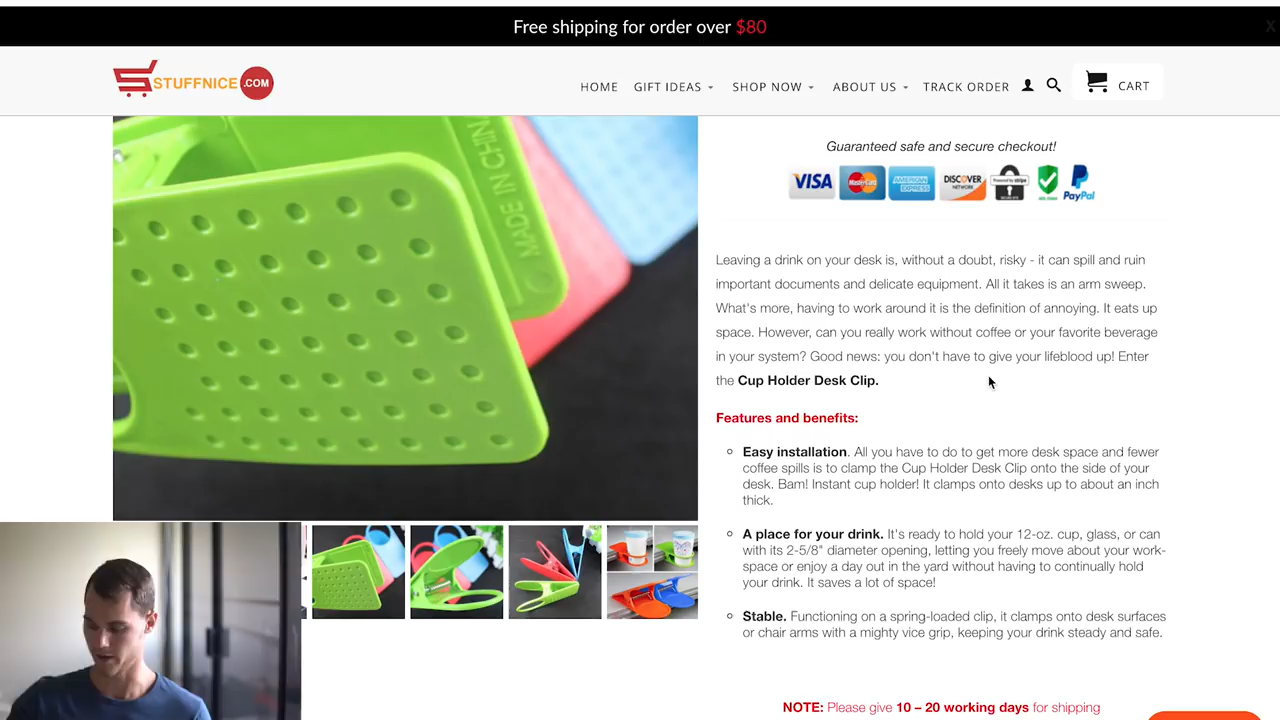 Free shipping for order over $80
X
STUFFNICE .COM
HOME GIFT IDEAS SHOP NOW ABOUT US TRACK ORDER CART
Guaranteed safe and secure checkout!
VISA MasterCard AMERICAN EXPRESS DISCOVER NETWORK Powered by stripe PayPal
MADE IN CHINA
Leaving a drink on your desk is, without a doubt, risky - it can spill and ruin
important documents and delicate equipment. All it takes is an arm sweep.
What's more, having to work around it is the definition of annoying. It eats up
space. However, can you really work without coffee or your favorite beverage
in your system? Good news: you don't have to give your lifeblood up! Enter
the Cup Holder Desk Clip.
Features and benefits:
Easy installation. All you have to do to get more desk space and fewer
coffee spills is to clamp the Cup Holder Desk Clip onto the side of your
desk. Bam! Instant cup holder! It clamps onto desks up to about an inch
thick.
A place for your drink. It's ready to hold your 12-oz. cup, glass, or can
with its 2-5/8" diameter opening, letting you freely move about your work-
space or enjoy a day out in the yard without having to continually hold
your drink. It saves a lot of space!
Stable. Functioning on a spring-loaded clip, it clamps onto desk surfaces
or chair arms with a mighty vice grip, keeping your drink steady and safe.
NOTE: Please give 10 – 20 working days for shipping